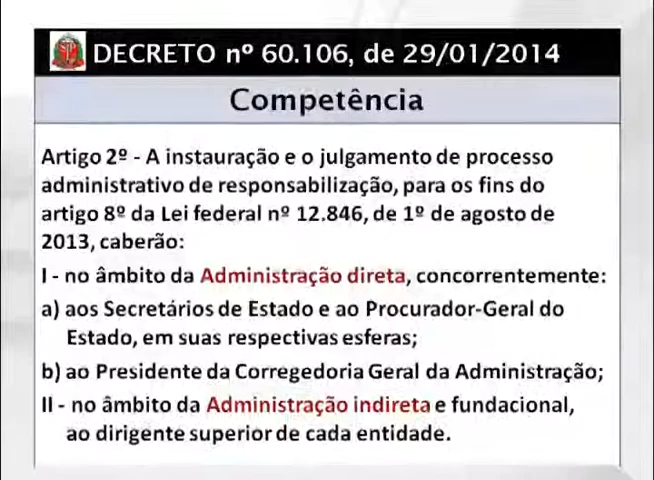 DECRETO nº 60.106, de 29/01/2014
Competência
Artigo 2º - A instauração e o julgamento de processo
administrativo de responsabilização, para os fins do
artigo 8º da Lei federal nº 12.846, de 1º de agosto de
2013, caberão:
I - no âmbito da Administração direta, concorrentemente:
a) aos Secretários de Estado e ao Procurador-Geral do
Estado, em suas respectivas esferas;
b) ao Presidente da Corregedoria Geral da Administração;
II - no âmbito da Administração indireta e fundacional,
ao dirigente superior de cada entidade.